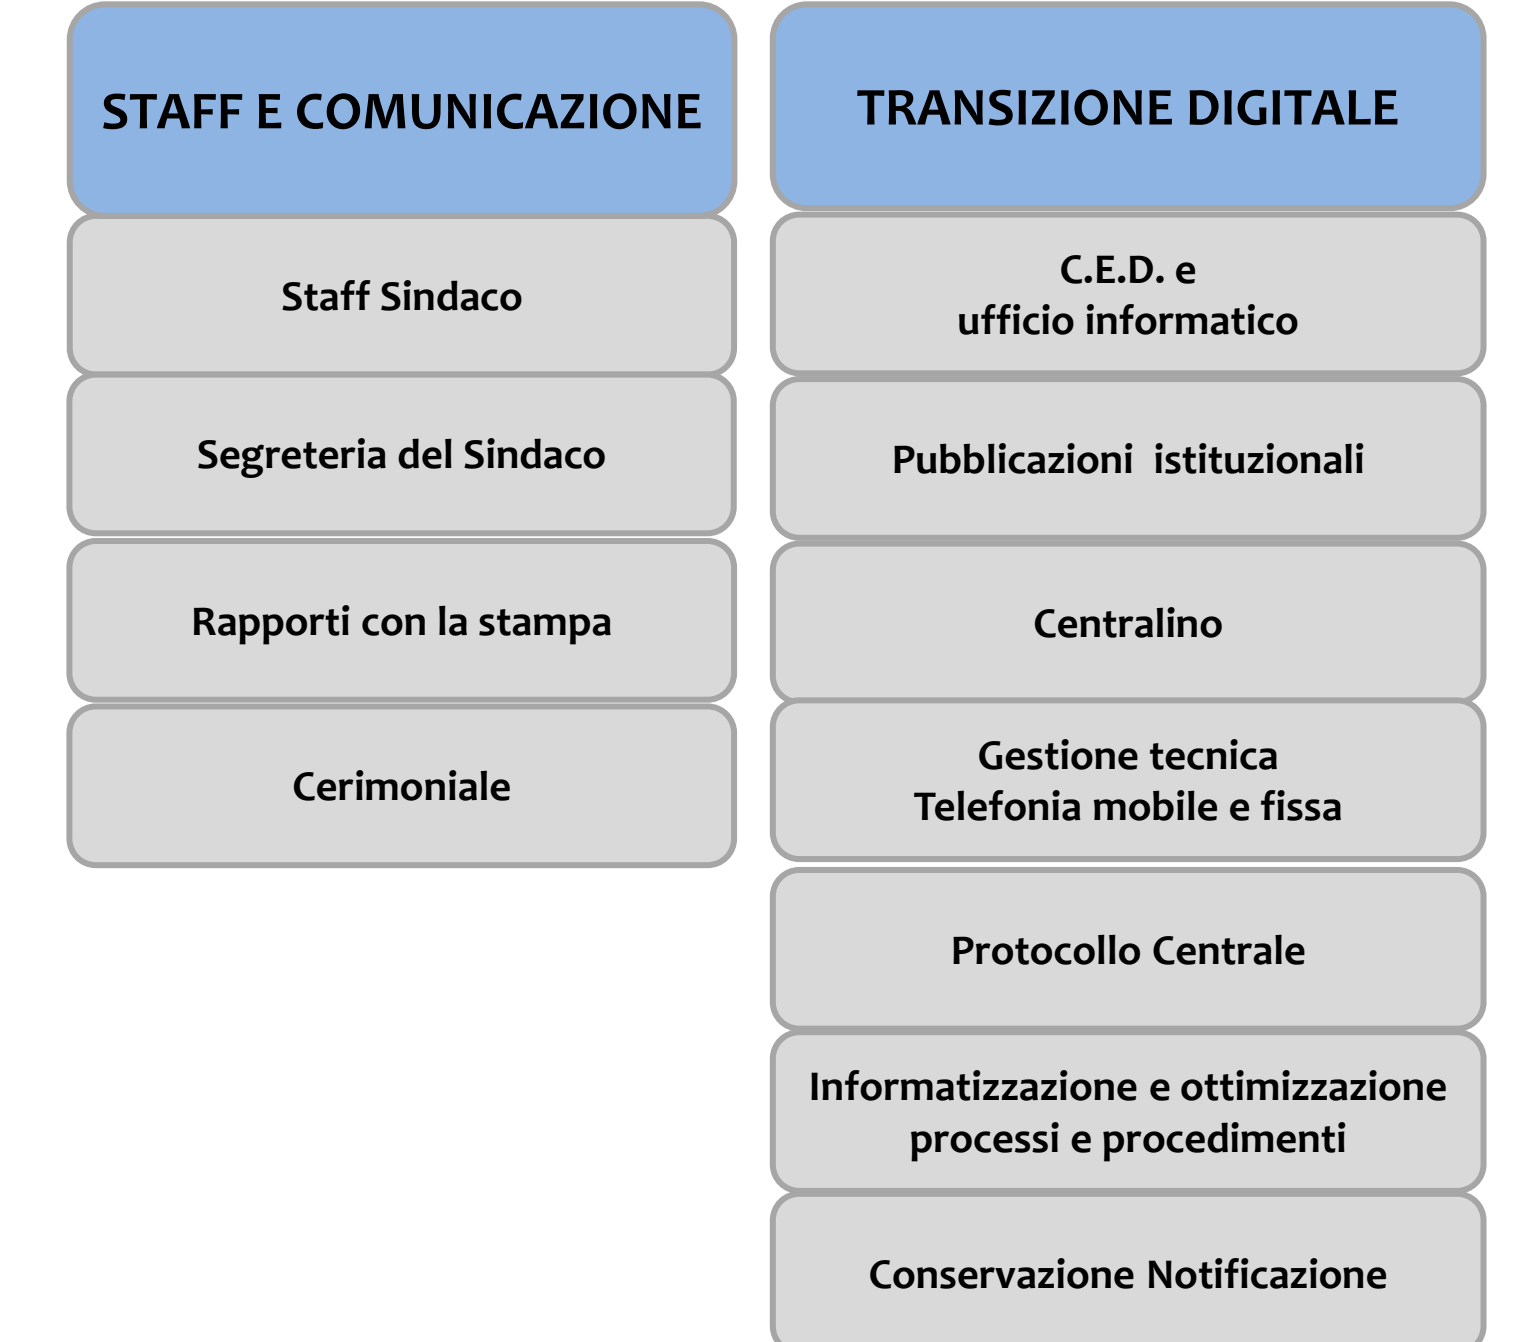 STAFF E COMUNICAZIONE
Staff Sindaco
Segreteria del Sindaco
Rapporti con la stampa
Cerimoniale
TRANSIZIONE DIGITALE
C.E.D. e
ufficio informatico
Pubblicazioni  istituzionali
Centralino
Gestione tecnica
Telefonia mobile e fissa
Protocollo Centrale
Informatizzazione e ottimizzazione
processi e procedimenti
Conservazione Notificazione